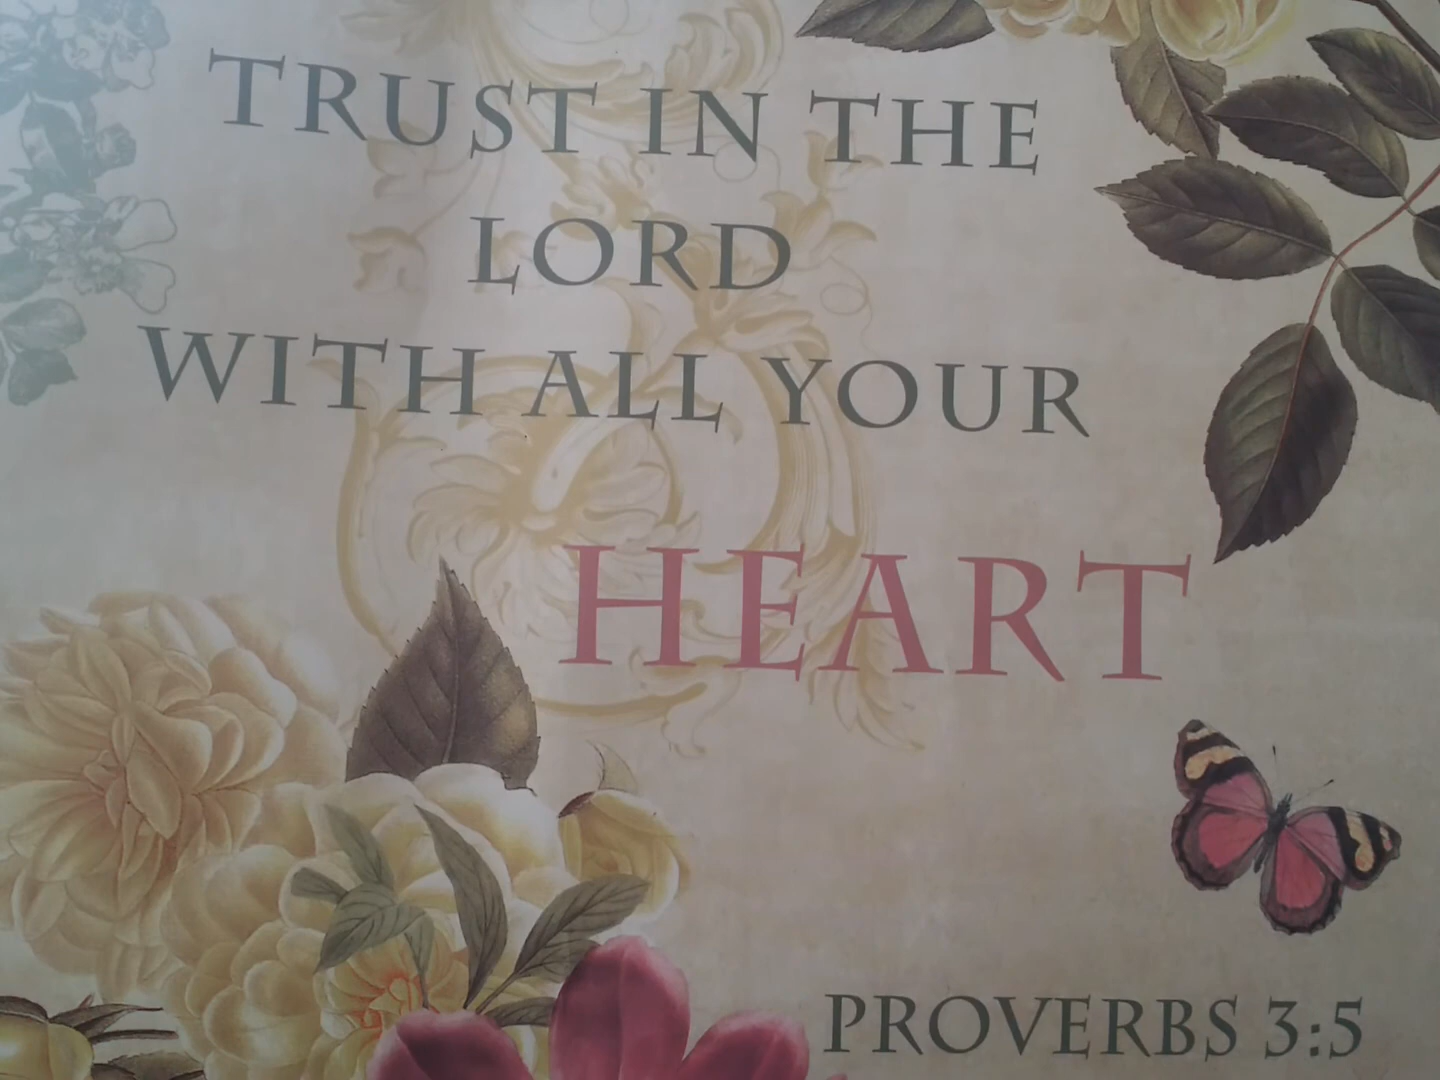 TRUST IN THE
LORD
WITH ALL YOUR
HEART
PROVERBS 3:5